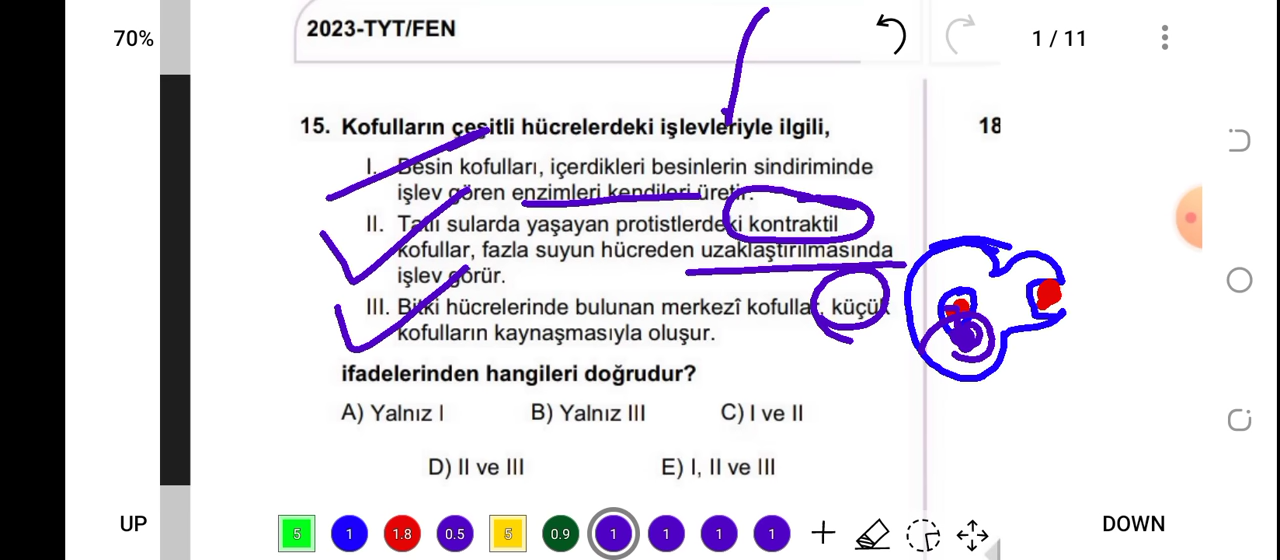 70%
2023-TYT/FEN
1 / 11
15. Kofulların çeşitli hücrelerdeki işlevleriyle ilgili,
18
I. Besin kofulları, içerdikleri besinlerin sindiriminde
işlev gören enzimleri kendileri üretir.
II. Tatlı sularda yaşayan protistlerdeki kontraktil
kofullar, fazla suyun hücreden uzaklaştırılmasında
işlev görür.
III. Bitki hücrelerinde bulunan merkezî kofullar, küçük
kofulların kaynaşmasıyla oluşur.
ifadelerinden hangileri doğrudur?
A) Yalnız I B) Yalnız III C) I ve II
D) II ve III E) I, II ve III
UP 5 1 1.8 0.5 5 0.9 1 1 1 1 DOWN